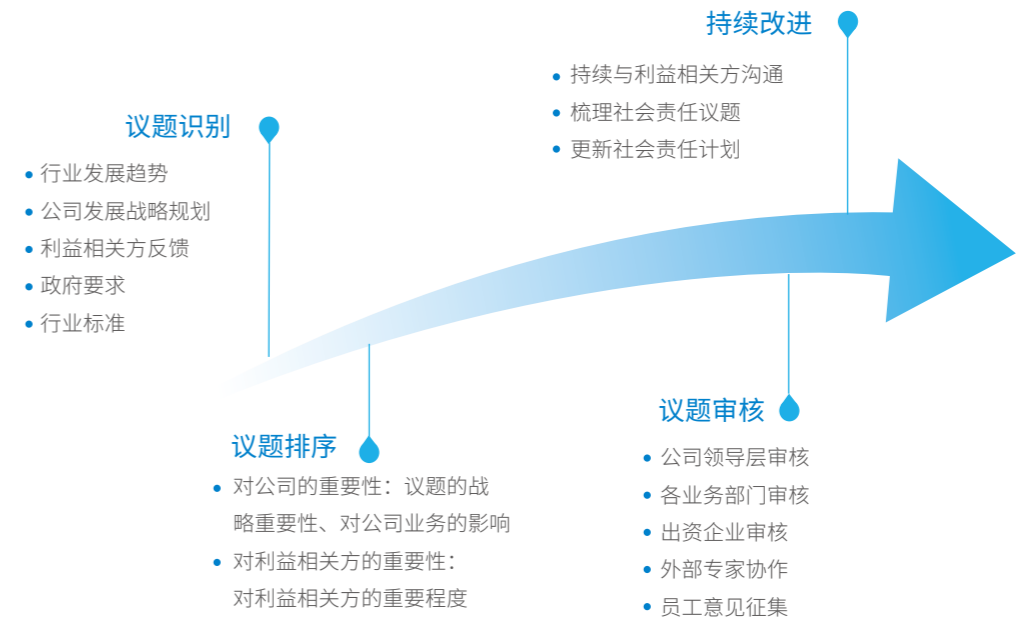 议题识别
行业发展趋势
公司发展战略规划
利益相关方反馈
政府要求
行业标准
议题排序
对公司的重要性：议题的战
略重要性、对公司业务的影响
对利益相关方的重要性：
对利益相关方的重要程度
议题审核
公司领导层审核
各业务部门审核
出资企业审核
外部专家协作
员工意见征集
持续改进
持续与利益相关方沟通
梳理社会责任议题
更新社会责任计划